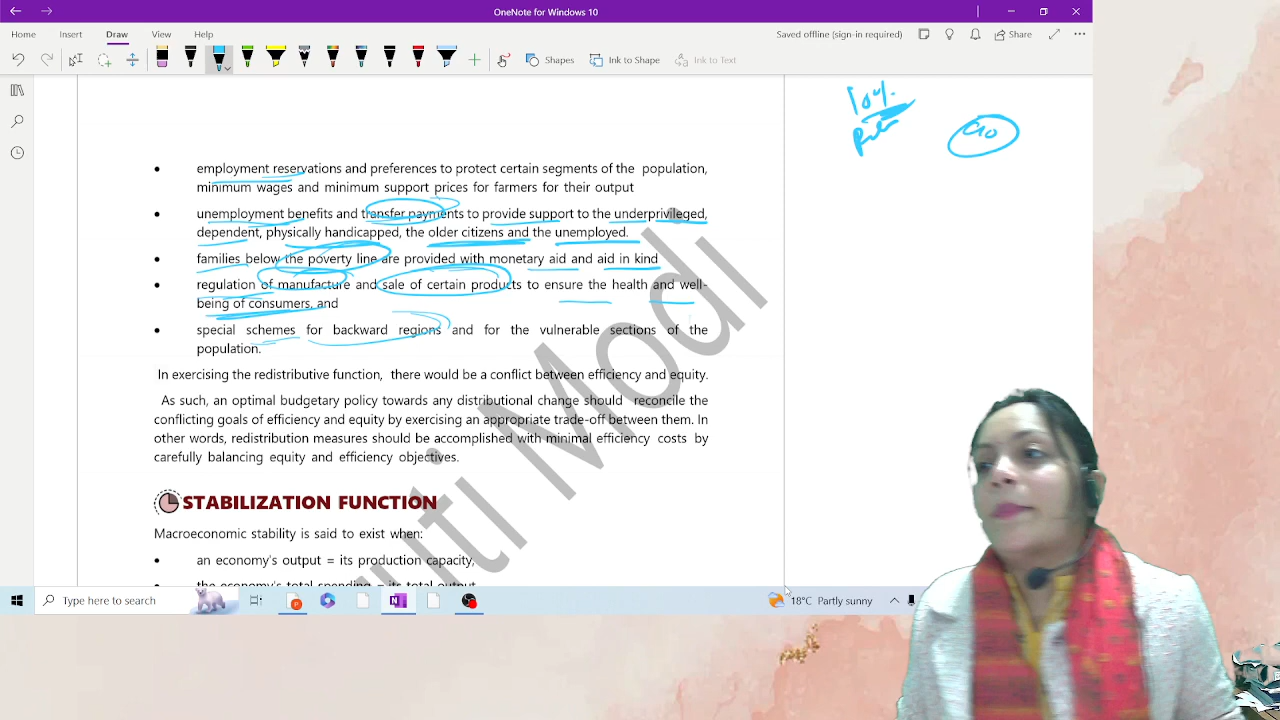 OneNote for Windows 10
Home Insert Draw View Help
Saved offline (sign-in required) Share
Shapes Ink to Shape Ink to Text
10%
90
employment reservations and preferences to protect certain segments of the population,
minimum wages and minimum support prices for farmers for their output
unemployment benefits and transfer payments to provide support to the underprivileged,
dependent, physically handicapped, the older citizens and the unemployed.
families below the poverty line are provided with monetary aid and aid in kind
regulation of manufacture and sale of certain products to ensure the health and well-
being of consumers, and
special schemes for backward regions and for the vulnerable sections of the
population.
In exercising the redistributive function, there would be a conflict between efficiency and equity.
As such, an optimal budgetary policy towards any distributional change should reconcile the
conflicting goals of efficiency and equity by exercising an appropriate trade-off between them. In
other words, redistribution measures should be accomplished with minimal efficiency costs by
carefully balancing equity and efficiency objectives.
STABILIZATION FUNCTION
Macroeconomic stability is said to exist when:
an economy's output = its production capacity,
the economy's total spending = its total output
uti Modi
Type here to search
18°C Partly sunny